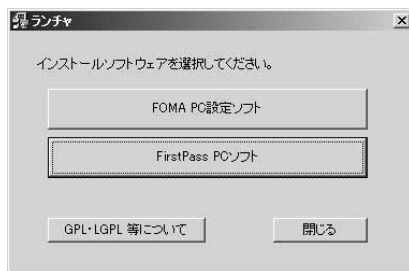 ランチャ
インストールソフトウェアを選択してください。
FOMA PC設定ソフト
FirstPass PCソフト
GPL・LGPL 等について
閉じる